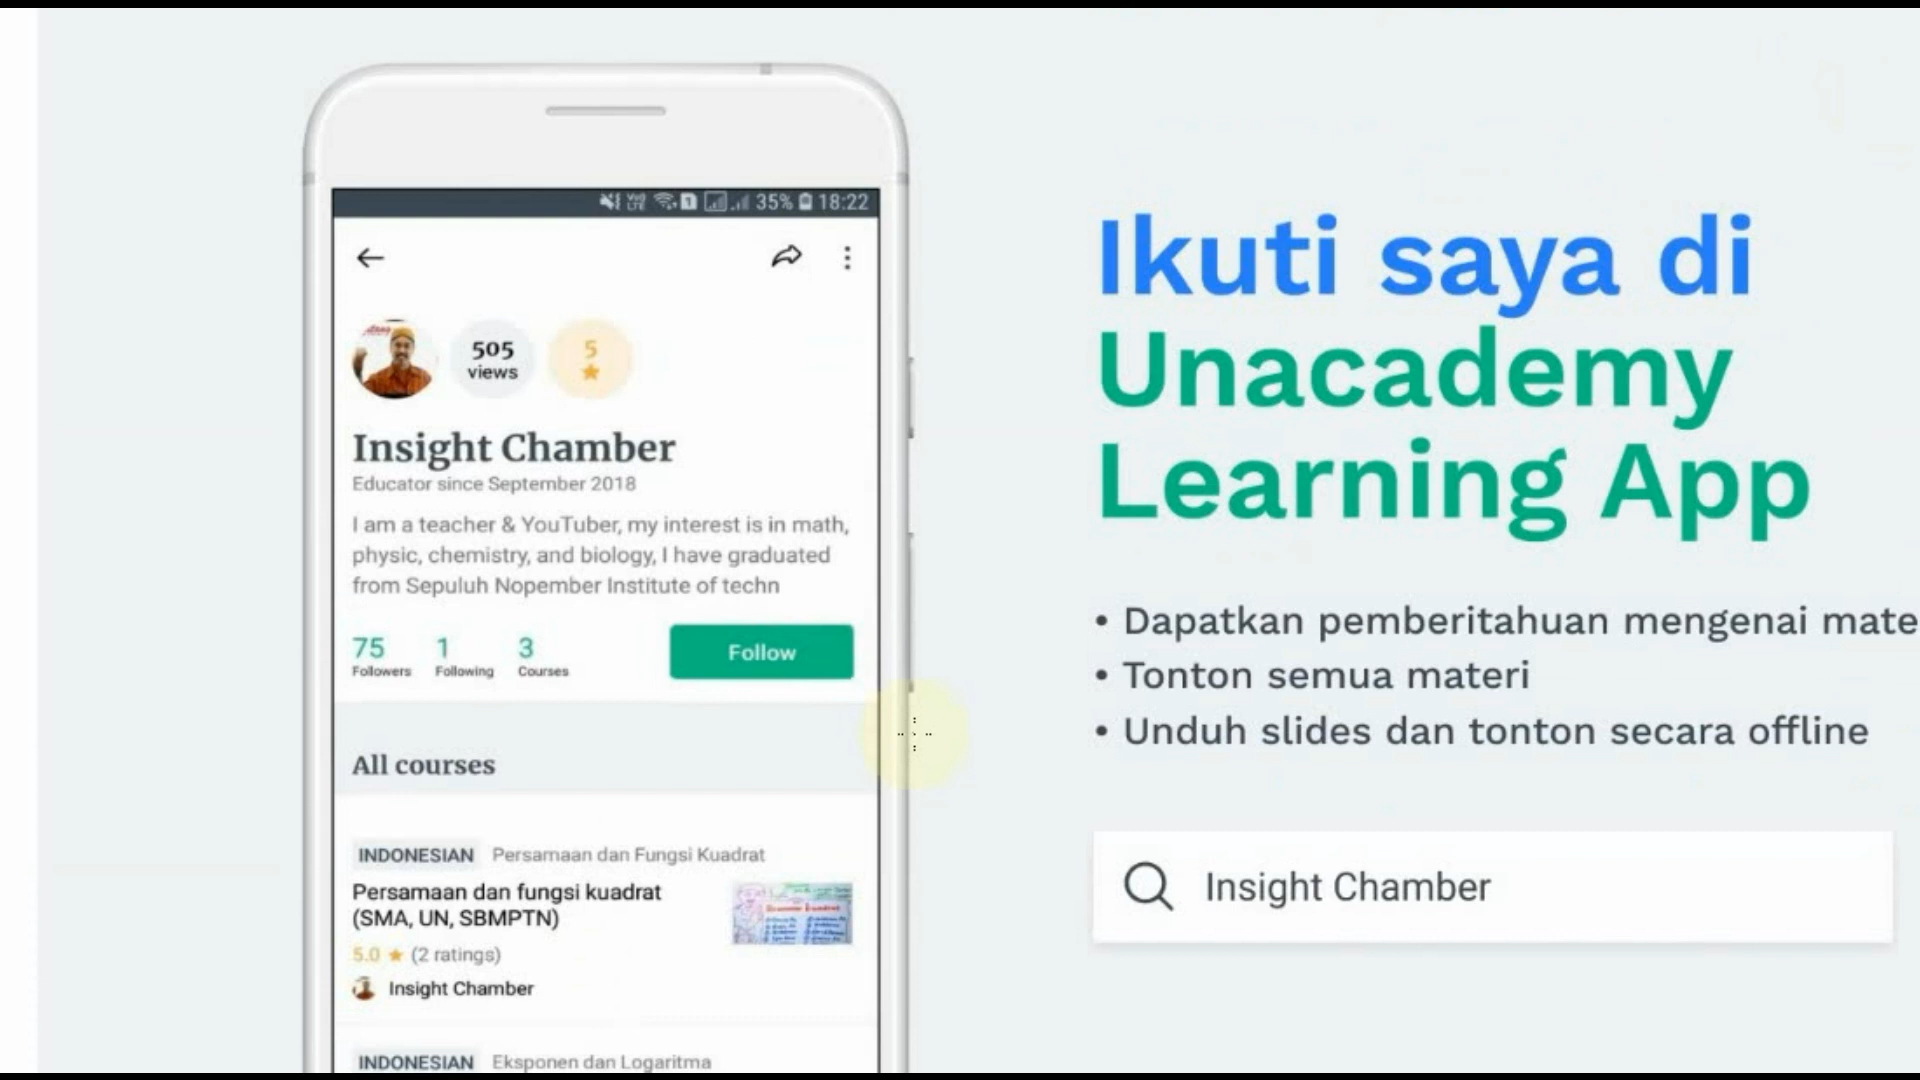 35% 18:22
505
views
5
Insight Chamber
Educator since September 2018
I am a teacher & YouTuber, my interest is in math,
physic, chemistry, and biology, I have graduated
from Sepuluh Nopember Institute of techn
75 1 3
Followers Following Courses
Follow
All courses
INDONESIAN Persamaan dan Fungsi Kuadrat
Persamaan dan fungsi kuadrat
(SMA, UN, SBMPTN)
5.0 ★ (2 ratings)
Insight Chamber
INDONESIAN Eksponen dan Logaritma
Ikuti saya di
Unacademy
Learning App
• Dapatkan pemberitahuan mengenai mate
• Tonton semua materi
• Unduh slides dan tonton secara offline
Insight Chamber